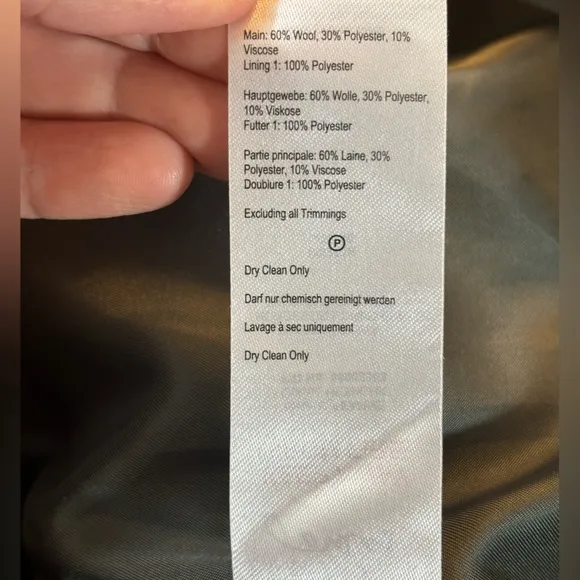 Main: 60% Wool, 30% Polyester, 10%
Viscose
Lining 1: 100% Polyester
Hauptgewebe: 60% Wolle, 30% Polyester,
10% Viskose
Futter 1: 100% Polyester
Partie principale: 60% Laine, 30%
Polyester, 10% Viscose
Doublure 1: 100% Polyester
Excluding all Trimmings
P
Dry Clean Only
Darf nur chemisch gereinigt werden
Lavage à sec uniquement
Dry Clean Only